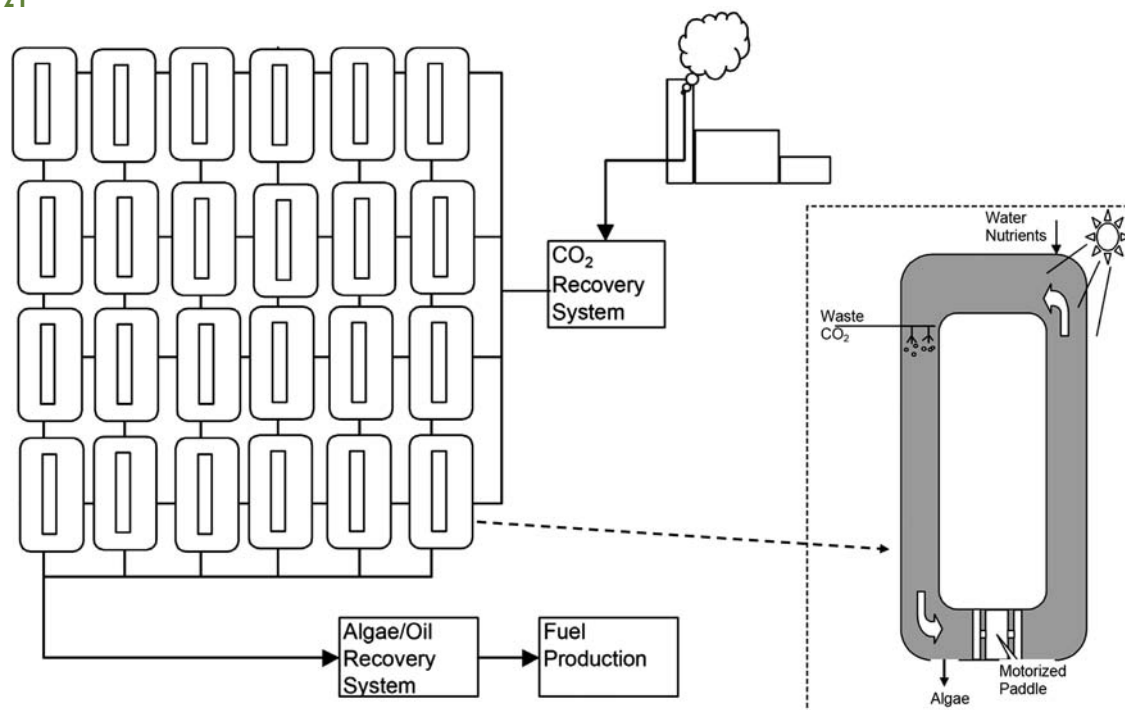 21
CO₂
Recovery
System
Water
Nutrients
Waste
CO₂
Algae/Oil
Recovery
System
Fuel
Production
Algae
Motorized
Paddle